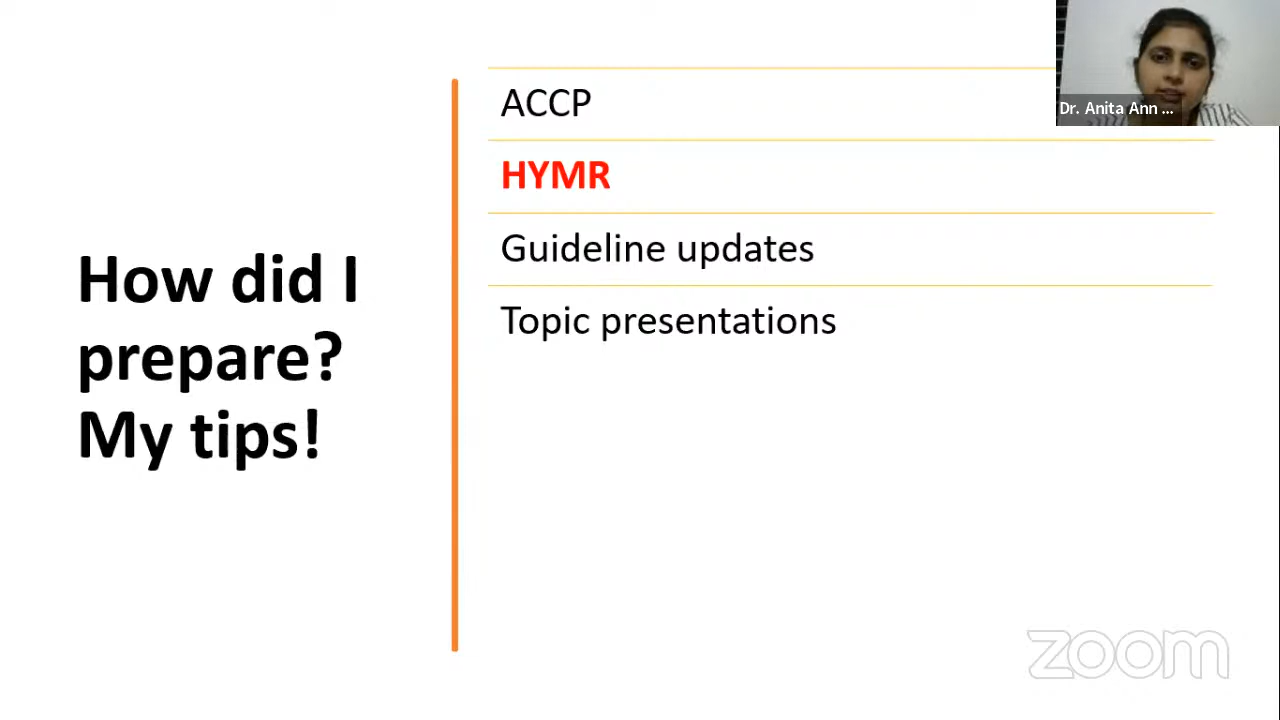 How did I
prepare?
My tips!
ACCP
HYMR
Guideline updates
Topic presentations
Dr. Anita Ann ...
zoom